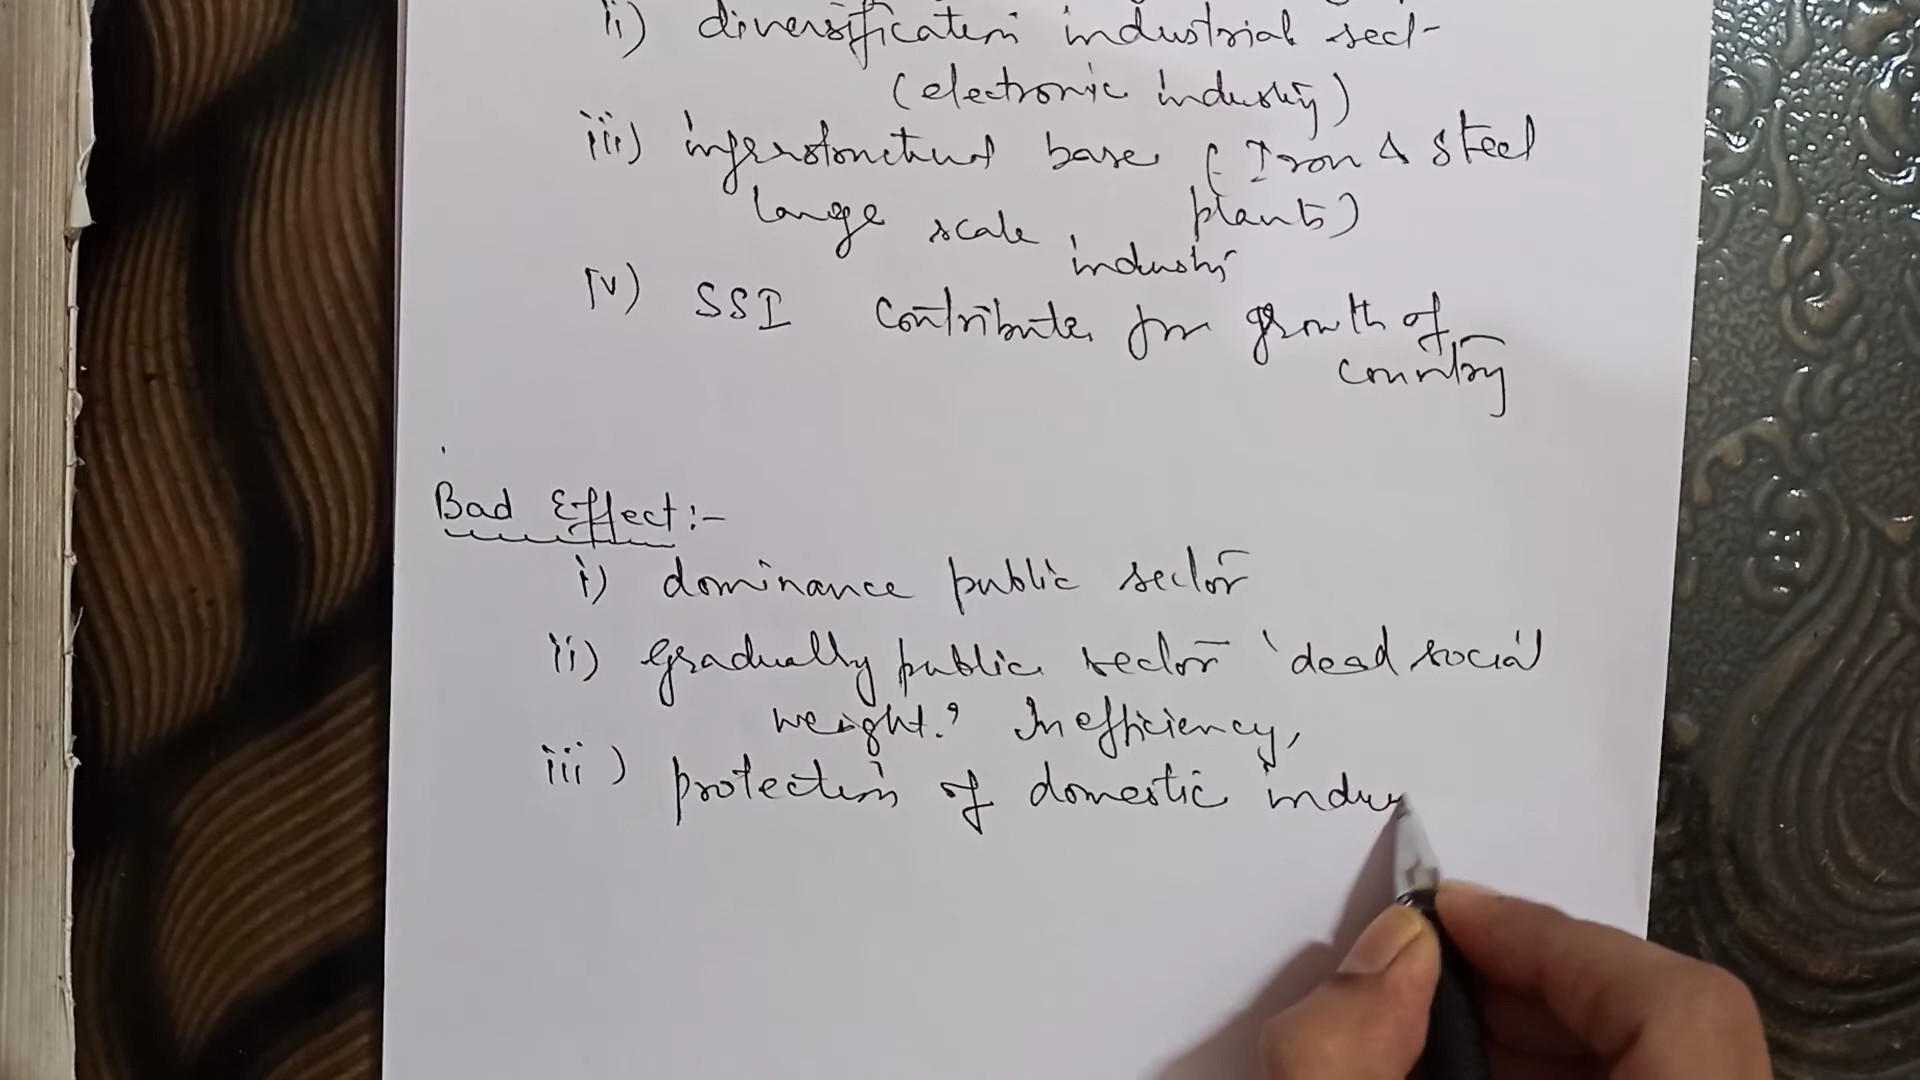 ii) diversification industrial sect-
(electronic industry)
iii) base (Iron & steel
large scale plants)
industry
iv) SSI contribute for growth of
country
Bad Effect:-
i) dominance public sector
ii) gradually public sector 'dead social
weight.' Inefficiency,
iii) protection of domestic indus